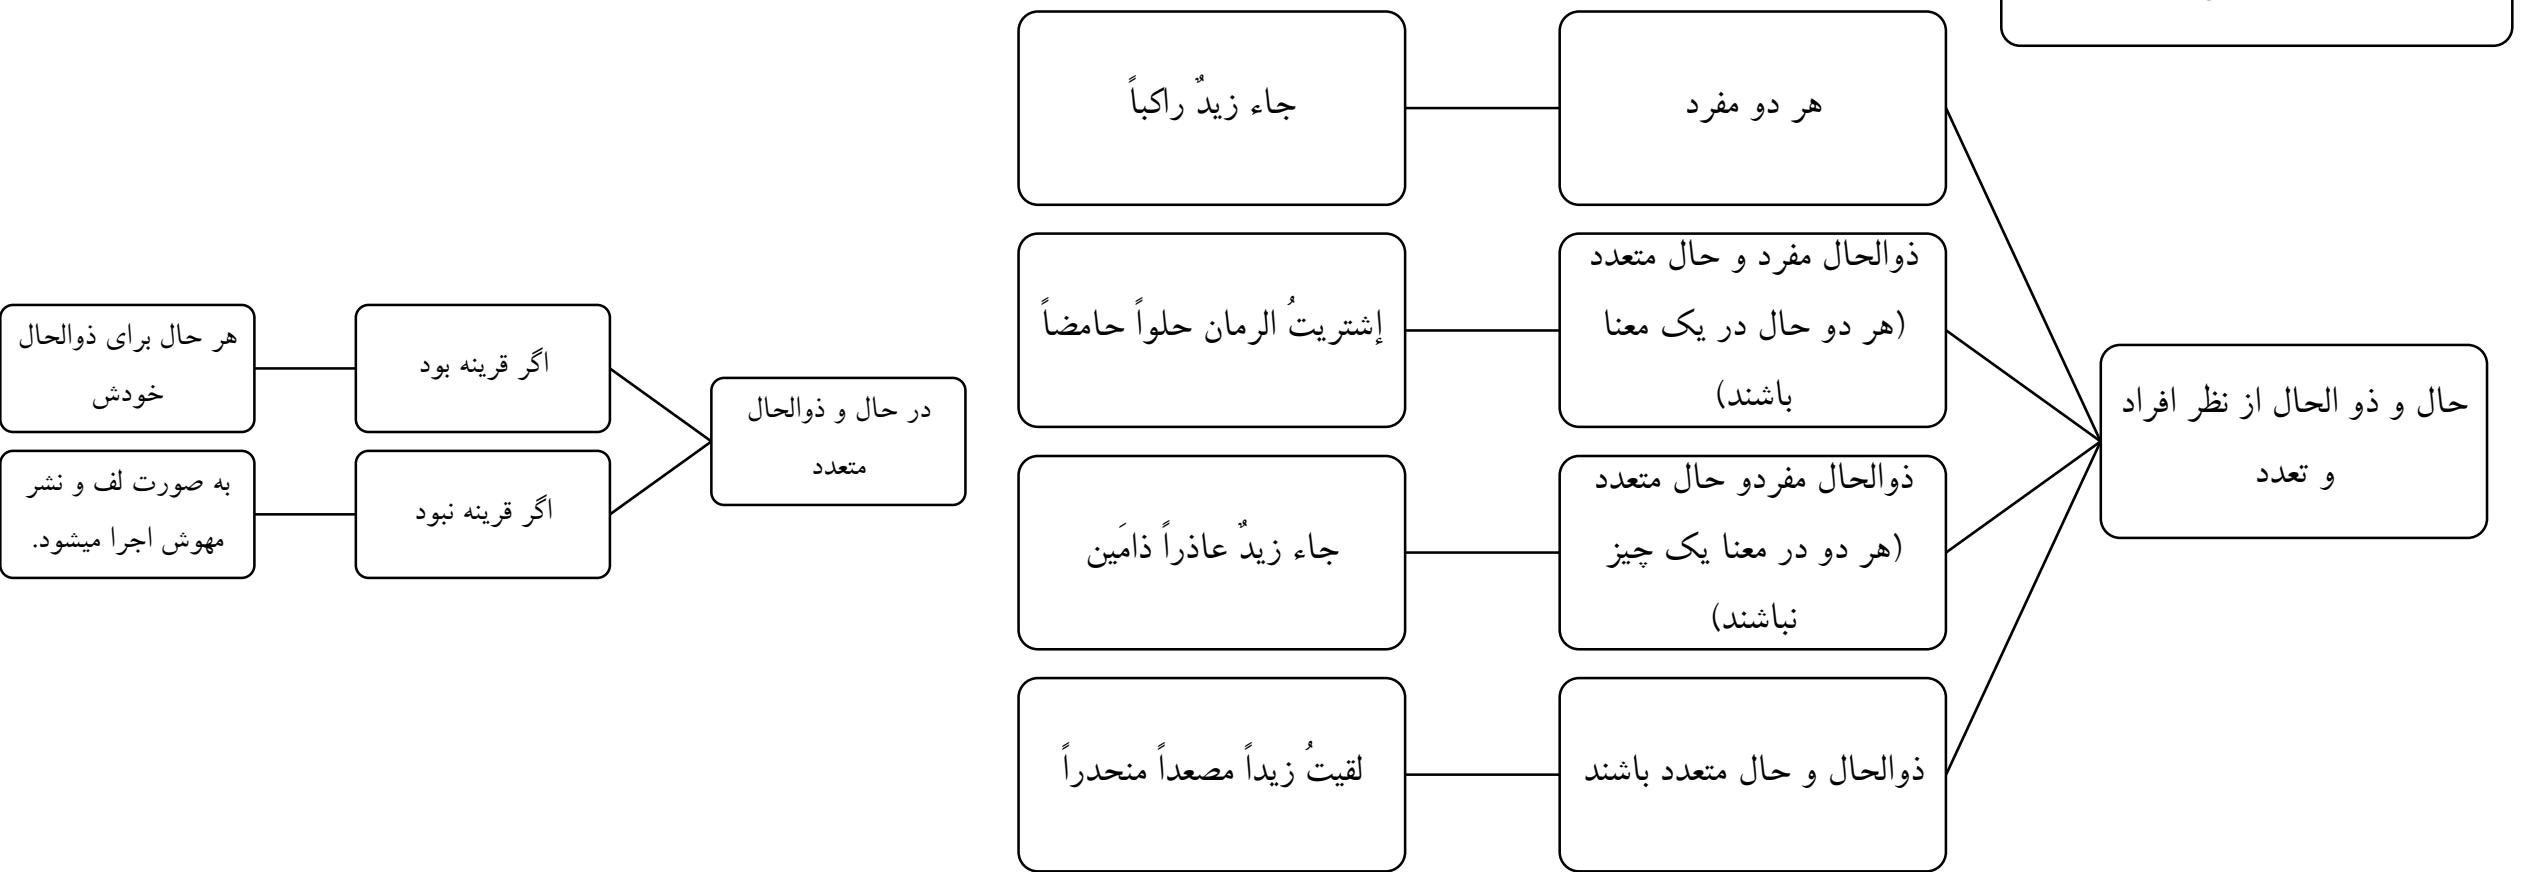 حال و ذو الحال از نظر افراد
و تعدد
هر دو مفرد
جاء زیدٌ راکباً
ذوالحال مفرد و حال متعدد
(هر دو حال در یک معنا
باشند)
إشتریتُ الرمان حلواً حامضاً
ذوالحال مفردو حال متعدد
(هر دو در معنا یک چیز
نباشند)
جاء زیدٌ عاذراً ذامَین
ذوالحال و حال متعدد باشند
لقیتُ زیداً مصعداً منحدراً
در حال و ذوالحال
متعدد
اگر قرینه بود
هر حال برای ذوالحال
خودش
اگر قرینه نبود
به صورت لف و نشر
مهوش اجرا میشود.